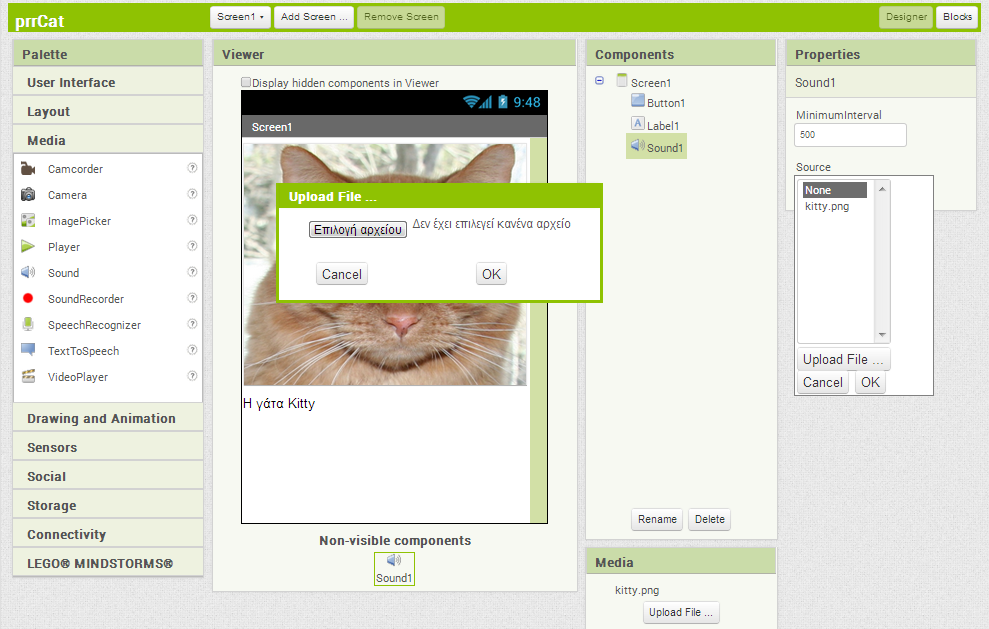 prrCat
Screen1
Add Screen ...
Remove Screen
Designer
Blocks
Palette
User Interface
Layout
Media
Camcorder ?
Camera ?
ImagePicker ?
Player ?
Sound ?
SoundRecorder ?
SpeechRecognizer ?
TextToSpeech ?
VideoPlayer ?
Drawing and Animation
Sensors
Social
Storage
Connectivity
LEGO® MINDSTORMS®
Viewer
Display hidden components in Viewer
9:48
Screen1
Upload File ...
Επιλογή αρχείου Δεν έχει επιλεγεί κανένα αρχείο
Cancel OK
Η γάτα Kitty
Non-visible components
Sound1
Components
Screen1
Button1
A Label1
Sound1
Rename Delete
Media
kitty.png
Upload File ...
Properties
Sound1
MinimumInterval
500
Source
None
kitty.png
Upload File ...
Cancel OK